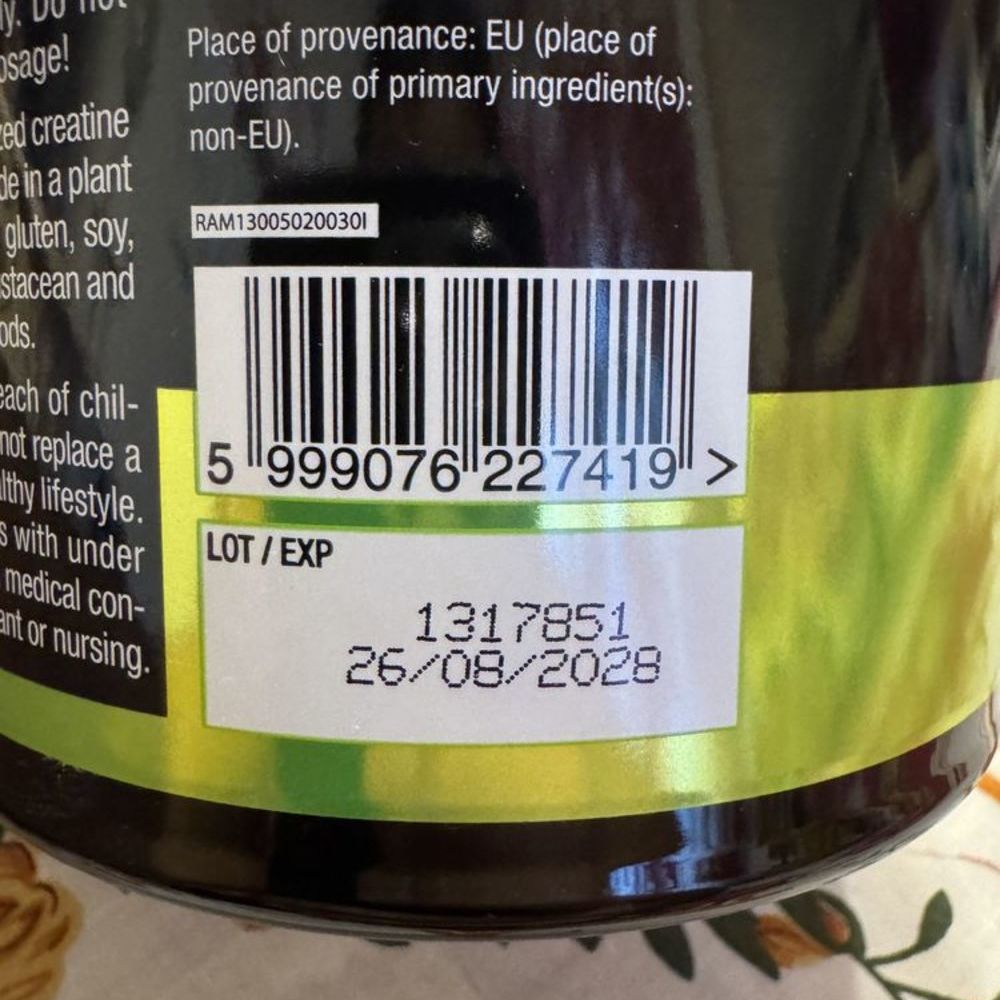 osage!
zed creatine
de in a plant
gluten, soy,
stacean and
ods.
each of chil-
not replace a
lthy lifestyle.
s with under
medical con-
ant or nursing.
Place of provenance: EU (place of
provenance of primary ingredient(s):
non-EU).
RAM13005020030I
5 999076 227419 >
LOT / EXP
1317851
26/08/2028